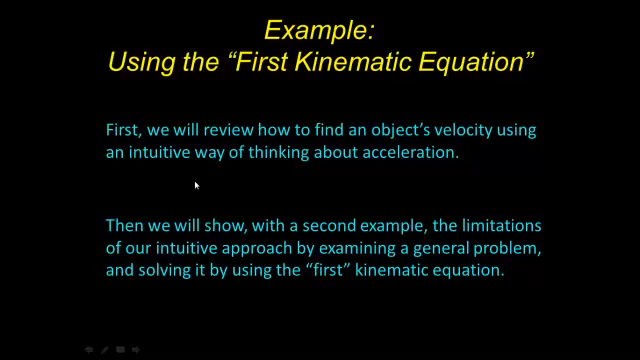 Example:
Using the “First Kinematic Equation”
First, we will review how to find an object’s velocity using
an intuitive way of thinking about acceleration.
Then we will show, with a second example, the limitations
of our intuitive approach by examining a general problem,
and solving it by using the “first” kinematic equation.